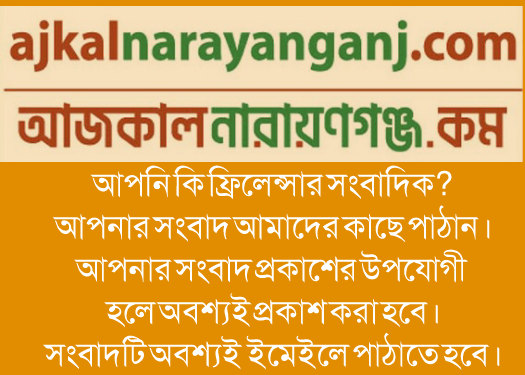 ajkalnarayanganj.com
আজকালনারায়ণগঞ্জ.কম
আপনি কি ফ্রিলেন্সার সংবাদিক?
আপনার সংবাদ আমাদের কাছে পাঠান।
আপনার সংবাদ প্রকাশের উপযোগী
হলে অবশ্যই প্রকাশ করা হবে।
সংবাদটি অবশ্যই ইমেইলে পাঠাতে হবে।